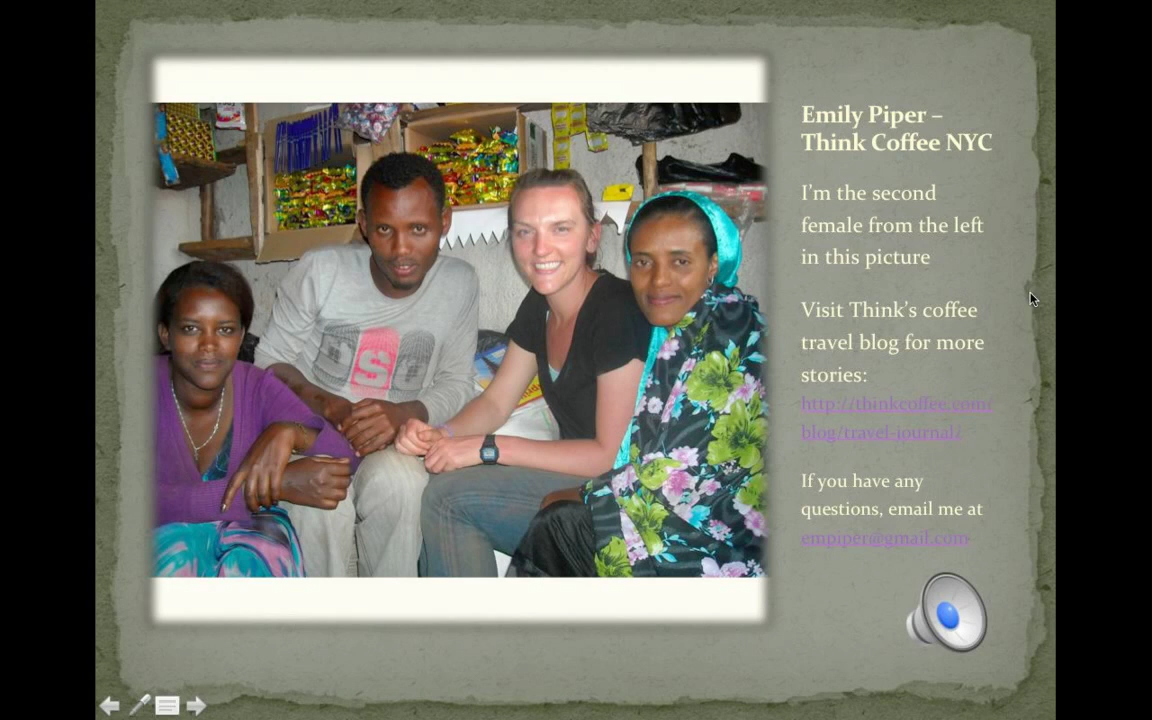 Emily Piper –
Think Coffee NYC
I'm the second
female from the left
in this picture
Visit Think's coffee
travel blog for more
stories:
http://thinkcoffee.com/
blog/travel-journal/
If you have any
questions, email me at
empiper@gmail.com